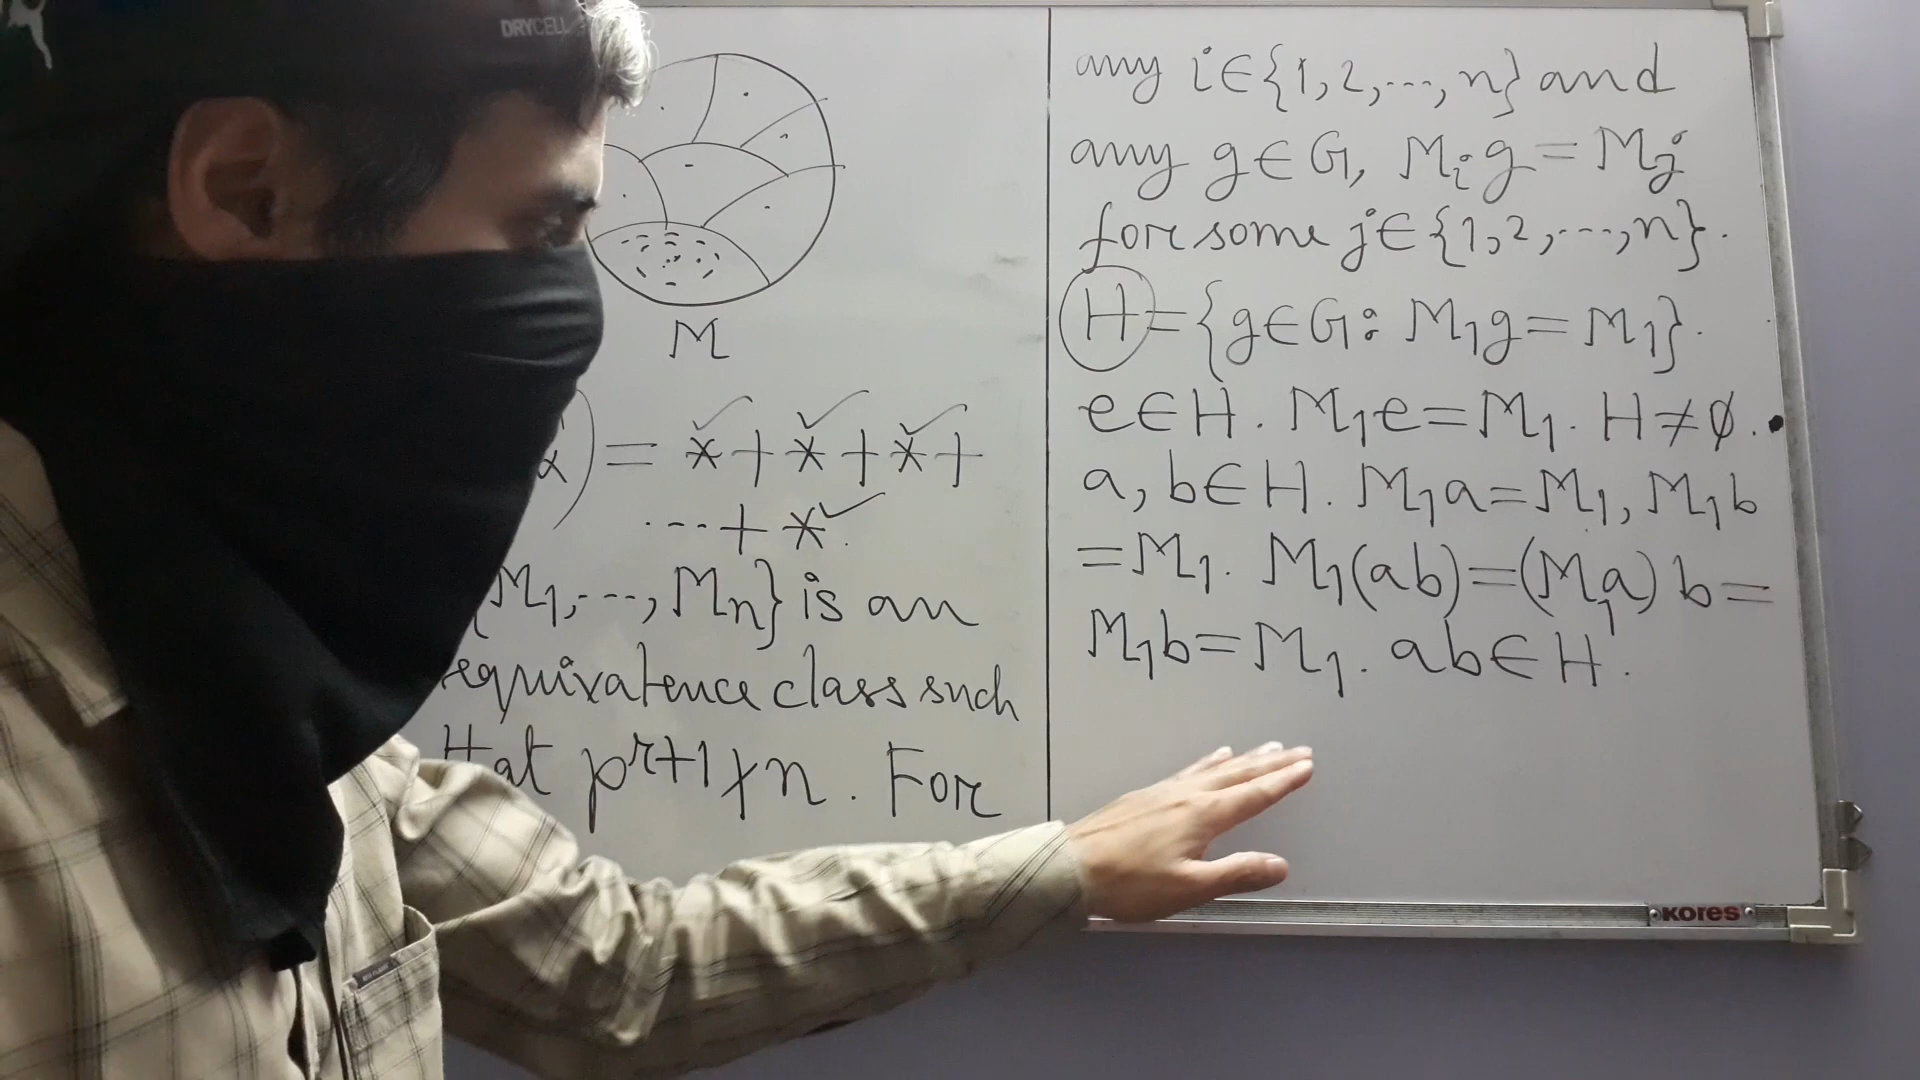 DRYCELL
M
α) = * + * + * +
... + *.
{M₁,..., Mₙ} is an
equivalence class such
that pʳ⁺¹ ∤ n. For
any i∈{1,2,...,n} and
any g∈G, Mᵢg = Mⱼ
for some j∈{1,2,...,n}.
H = {g∈G: M₁g = M₁}.
e∈H. M₁e = M₁. H ≠ ∅.
a, b∈H. M₁a = M₁, M₁b
= M₁. M₁(ab) = (M₁a) b =
M₁b = M₁. ab∈H.
kores